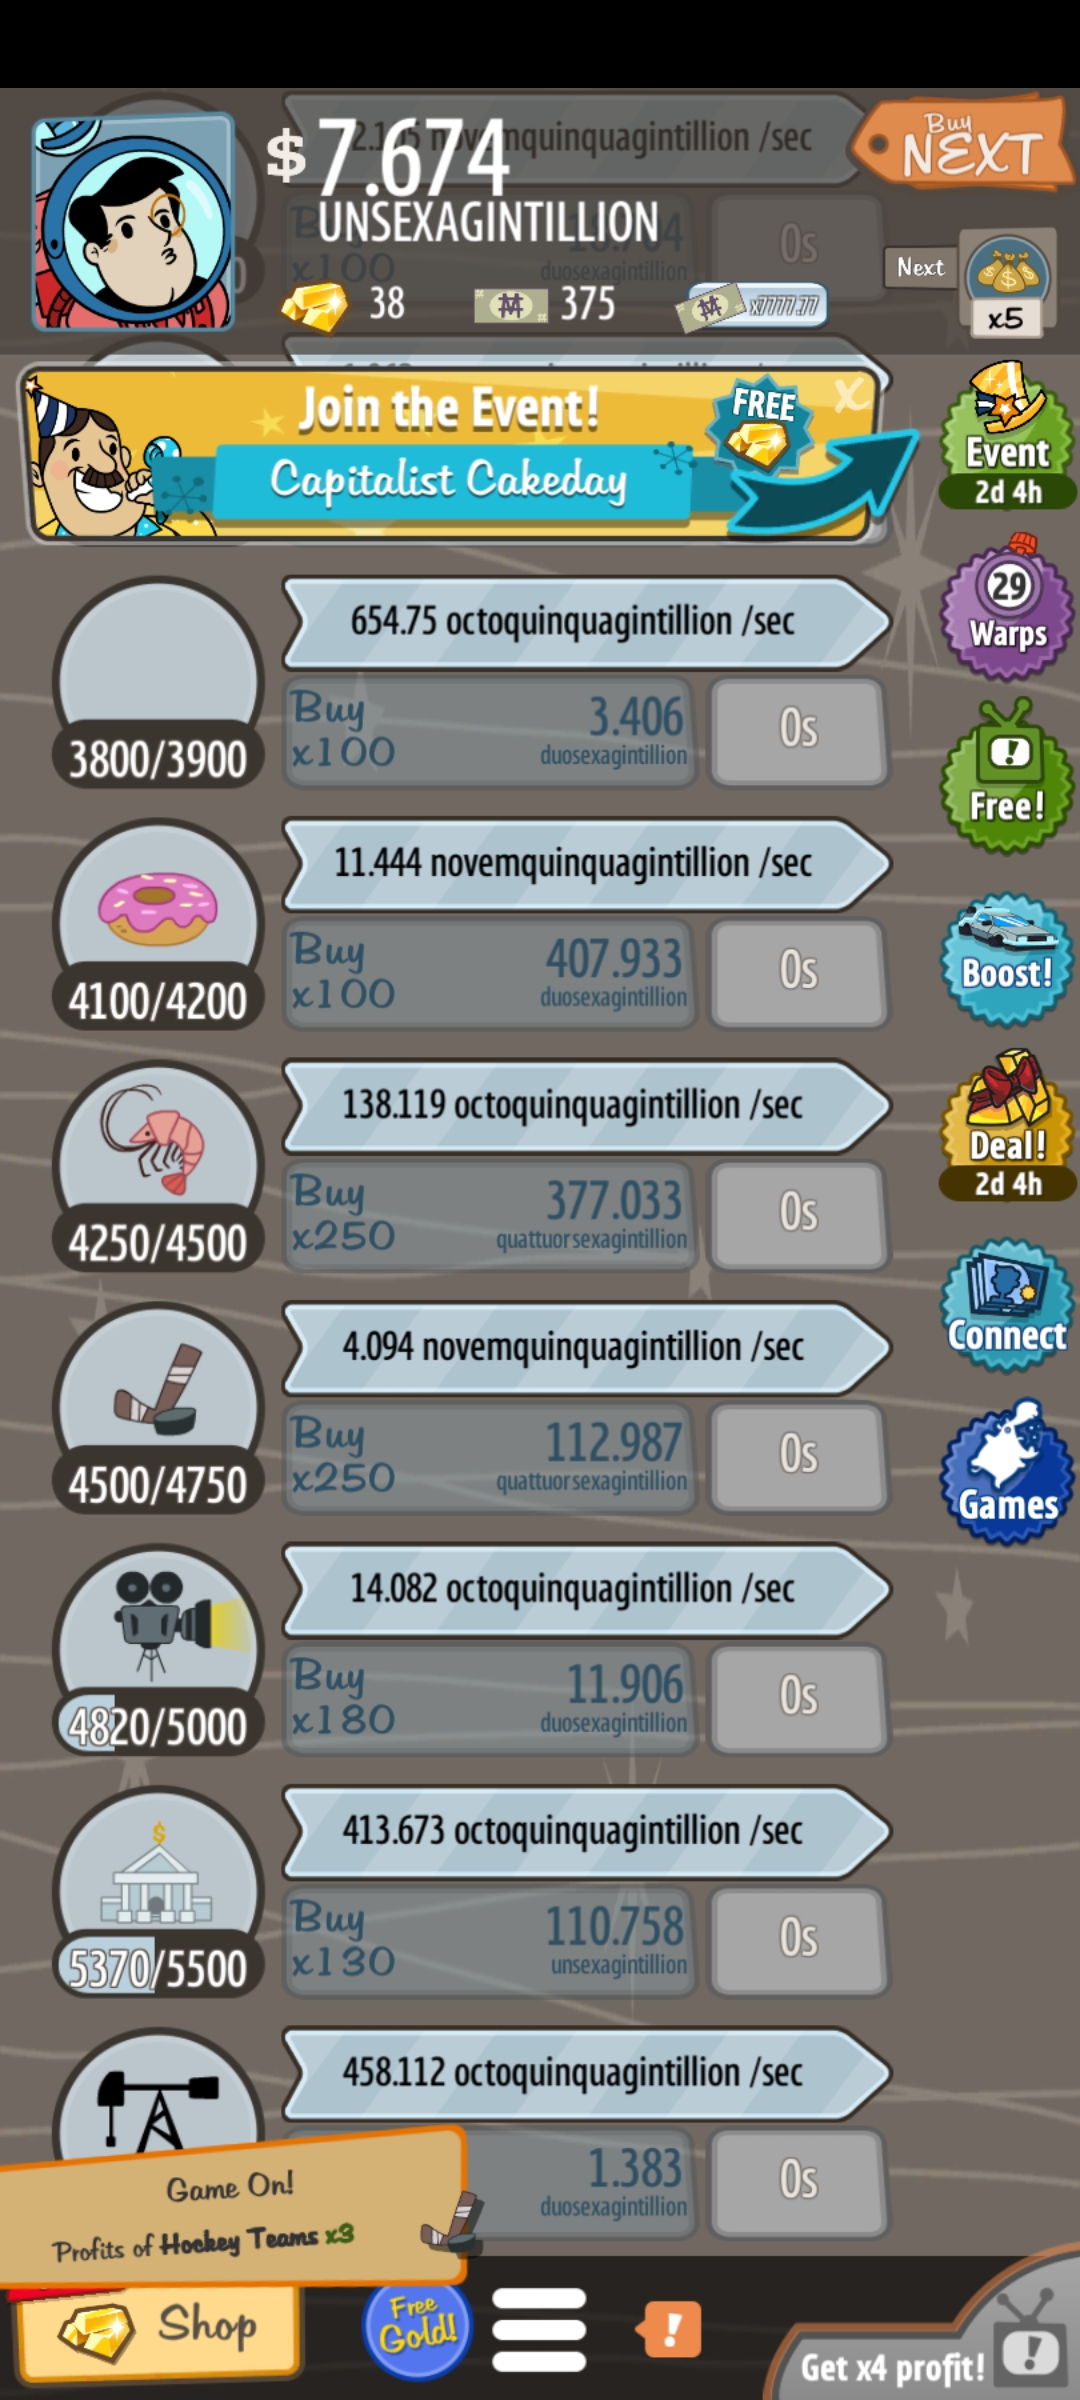 $ 7.674
UNSEXAGINTILLION
Buy
NEXT
38
375
x7777.77
Next
x5
Join the Event!
FREE
X
Capitalist Cakeday
Event
2d 4h
654.75 octoquinquagintillion /sec
29
Warps
Buy
x100
3.406
duosexagintillion
0s
3800/3900
Free!
11.444 novemquinquagintillion /sec
Buy
x100
407.933
duosexagintillion
0s
4100/4200
Boost!
138.119 octoquinquagintillion /sec
Deal!
2d 4h
Buy
x250
377.033
quattuorsexagintillion
0s
4250/4500
4.094 novemquinquagintillion /sec
Connect
Buy
x250
112.987
quattuorsexagintillion
0s
4500/4750
Games
14.082 octoquinquagintillion /sec
Buy
x180
11.906
duosexagintillion
0s
4820/5000
413.673 octoquinquagintillion /sec
Buy
x130
110.758
unsexagintillion
0s
5370/5500
458.112 octoquinquagintillion /sec
1.383
duosexagintillion
0s
Game On!
Profits of Hockey Teams x3
Shop
Free
Gold!
!
Get x4 profit!